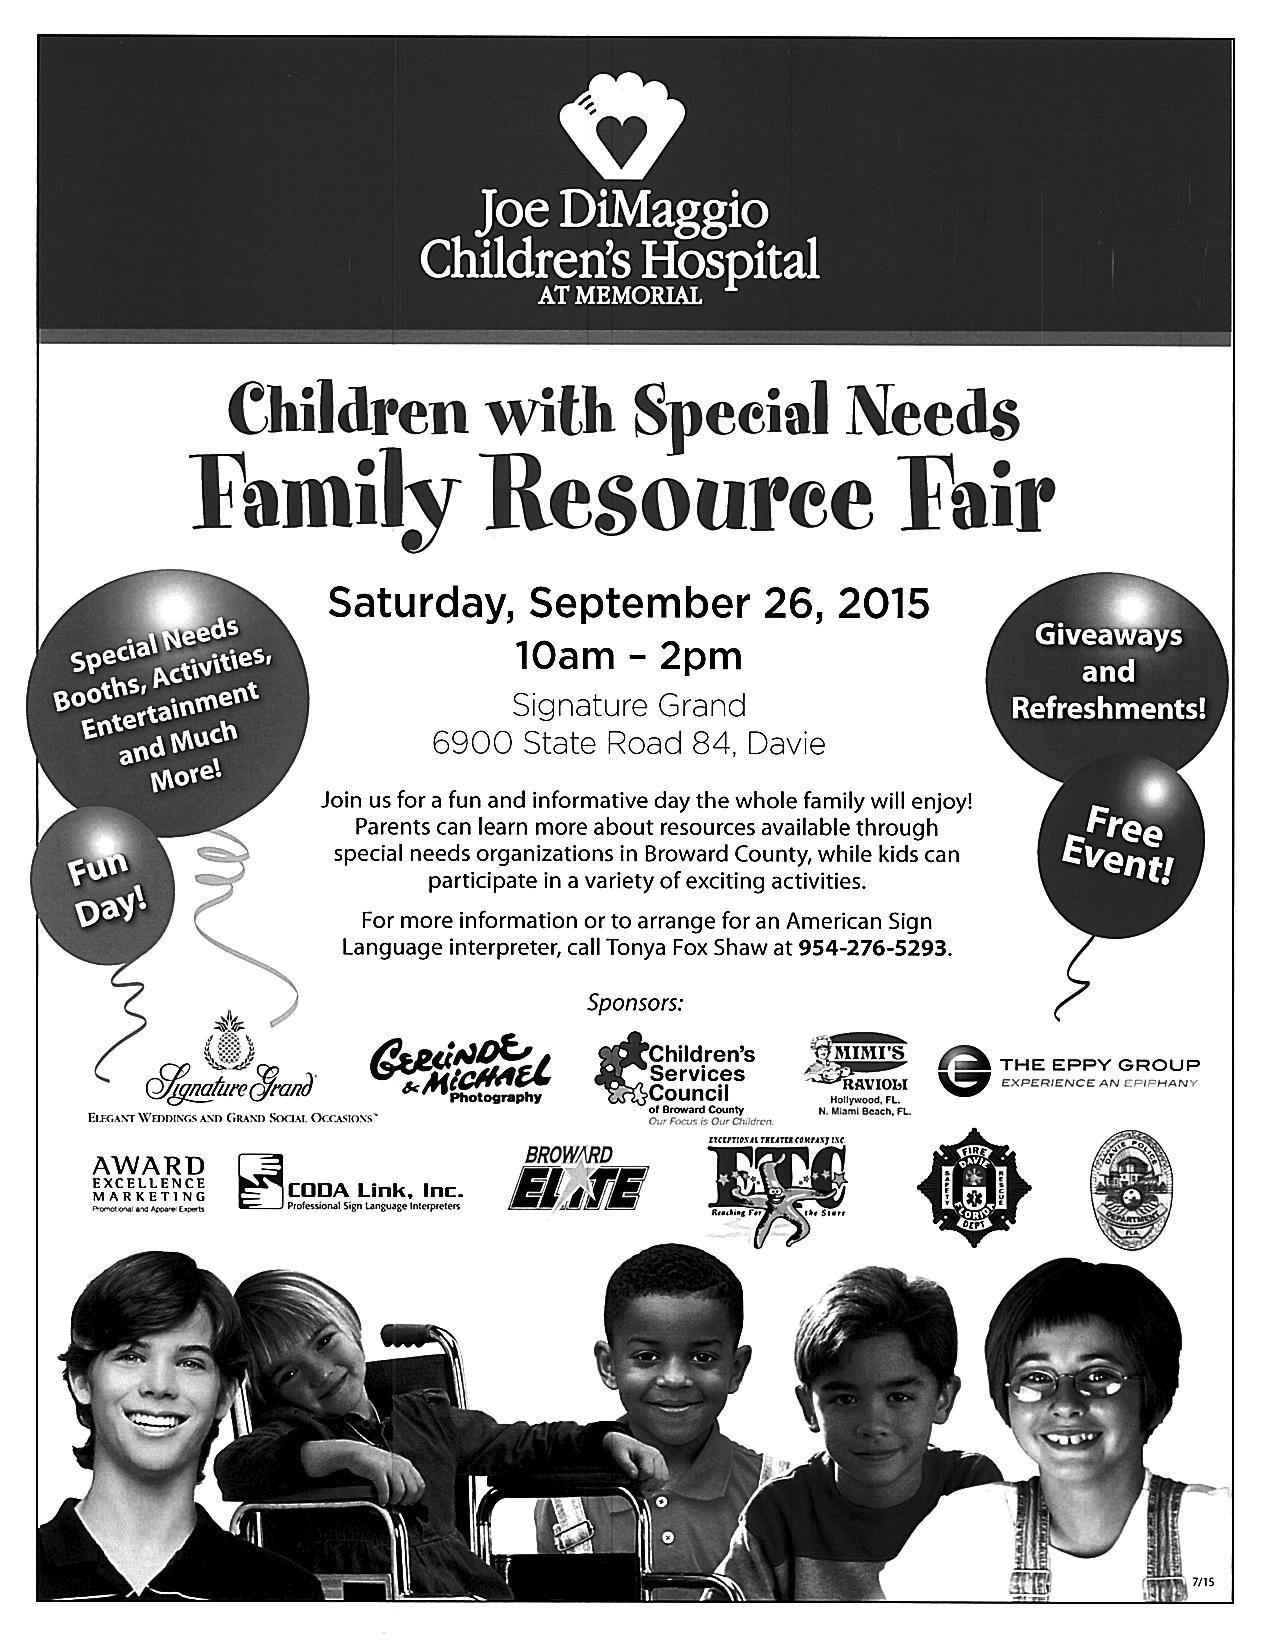 Joe DiMaggio
Children's Hospital
AT MEMORIAL
Children with Special Needs
Family Resource Fair
Saturday, September 26, 2015
10am – 2pm
Signature Grand
6900 State Road 84, Davie
Special Needs
Booths, Activities,
Entertainment
and Much
More!
Fun
Day!
Giveaways
and
Refreshments!
Free
Event!
Join us for a fun and informative day the whole family will enjoy!
Parents can learn more about resources available through
special needs organizations in Broward County, while kids can
participate in a variety of exciting activities.
For more information or to arrange for an American Sign
Language interpreter, call Tonya Fox Shaw at 954-276-5293.
Sponsors:
Signature Grand
ELEGANT WEDDINGS AND GRAND SOCIAL OCCASIONS™
GERLINDE
& MICHAEL
Photography
Children's
Services
Council
of Broward County
Our Focus is Our Children.
MIMI'S
RAVIOLI
Hollywood, FL.
N. Miami Beach, FL.
THE EPPY GROUP
EXPERIENCE AN EPIPHANY
AWARD
EXCELLENCE
MARKETING
Promotional and Apparel Experts
CODA Link, Inc.
Professional Sign Language Interpreters
BROWARD
ELITE
EXCEPTIONAL THEATER COMPANY INC
ETC
Reaching For the Stars
FIRE
DAVIE
SAFETY
RESCUE
FLORIDA
DEPT
DAVIE POLICE
DEPARTMENT
FLA.
7/15